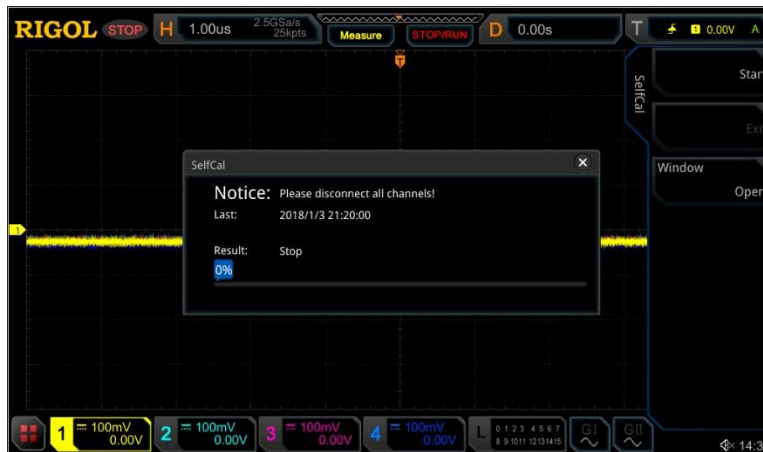 RIGOL STOP H 1.00us 2.5GSa/s 25kpts Measure STOP/RUN D 0.00s T 1 0.00V A
T
SelfCal
Star
Exi
Window
Oper
SelfCal
Notice: Please disconnect all channels!
Last: 2018/1/3 21:20:00
Result: Stop
0%
1
1 100mV 0.00V 2 100mV 0.00V 3 100mV 0.00V 4 100mV 0.00V L 0 1 2 3 4 5 6 7 8 9 10 11 12 13 14 15 GI GII
14:3